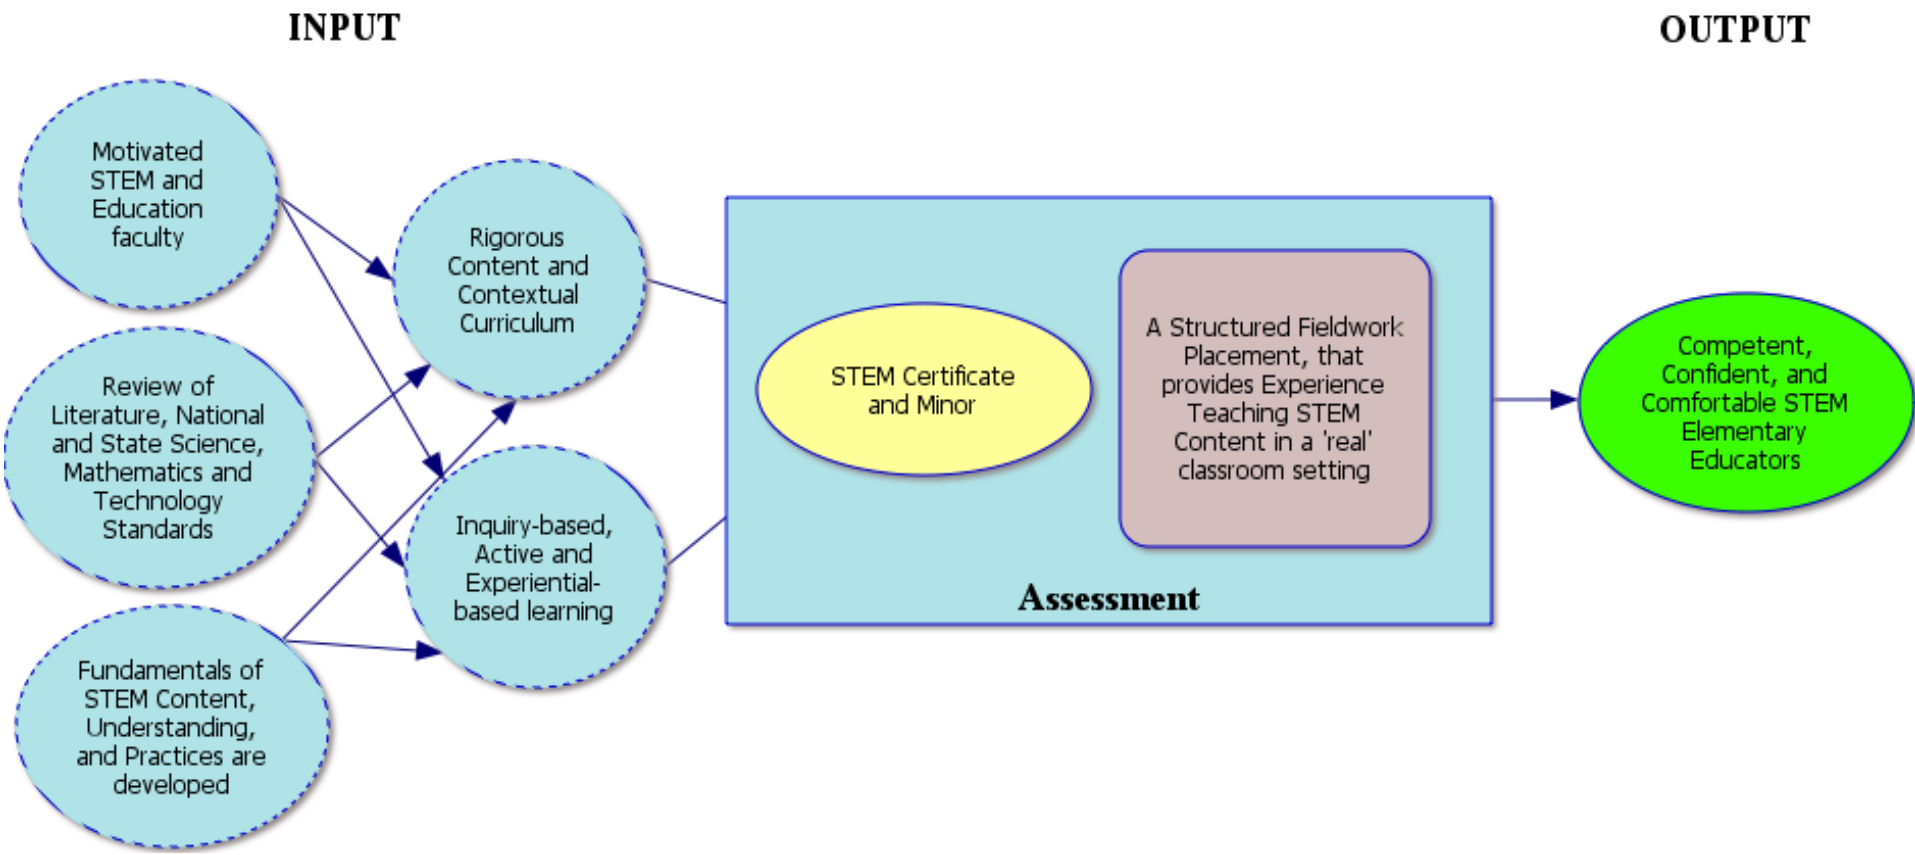 INPUT
OUTPUT
Motivated
STEM and
Education
faculty
Review of
Literature, National
and State Science,
Mathematics and
Technology
Standards
Fundamentals of
STEM Content,
Understanding,
and Practices are
developed
Rigorous
Content and
Contextual
Curriculum
Inquiry-based,
Active and
Experiential-
based learning
STEM Certificate
and Minor
A Structured Fieldwork
Placement, that
provides Experience
Teaching STEM
Content in a 'real'
classroom setting
Assessment
Competent,
Confident, and
Comfortable STEM
Elementary
Educators